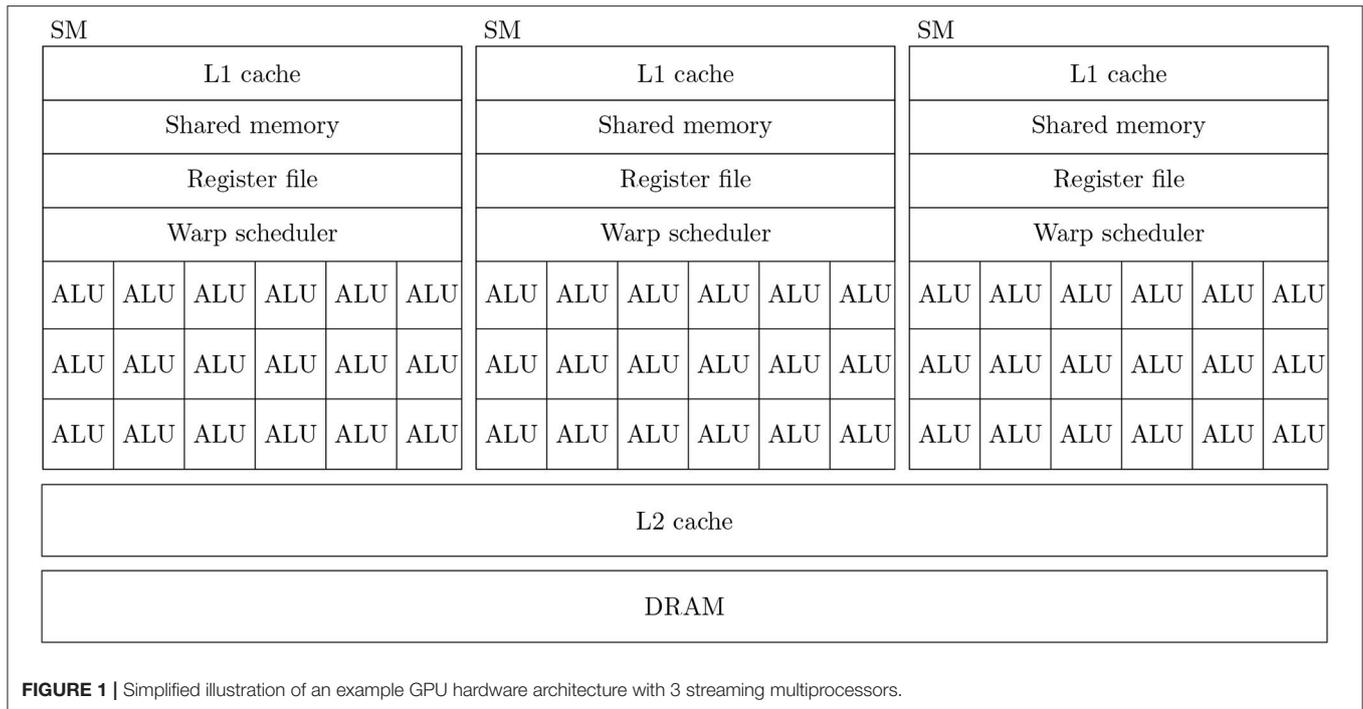 SM SM SM
L1 cache L1 cache L1 cache
Shared memory Shared memory Shared memory
Register file Register file Register file
Warp scheduler Warp scheduler Warp scheduler
ALU ALU ALU ALU ALU ALU ALU ALU ALU ALU ALU ALU ALU ALU ALU ALU ALU ALU
ALU ALU ALU ALU ALU ALU ALU ALU ALU ALU ALU ALU ALU ALU ALU ALU ALU ALU
ALU ALU ALU ALU ALU ALU ALU ALU ALU ALU ALU ALU ALU ALU ALU ALU ALU ALU
L2 cache
DRAM
FIGURE 1 | Simplified illustration of an example GPU hardware architecture with 3 streaming multiprocessors.